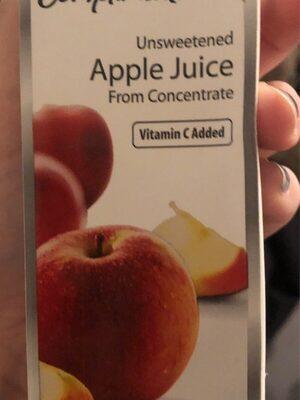 Unsweetened
Apple Juice
From Concentrate
Vitamin C Added